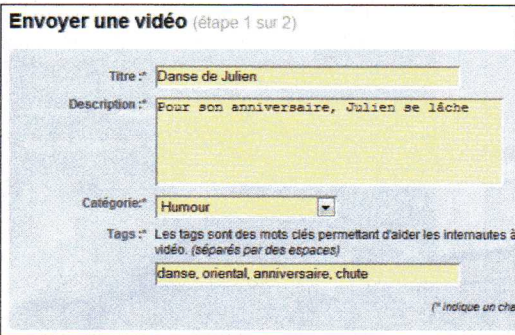 Envoyer une vidéo (étape 1 sur 2)
Titre :* Danse de Julien
Description :* Pour son anniversaire, Julien se lâche
Catégorie:* Humour
Tags :* Les tags sont des mots clés permettant d'aider les internautes à
vidéo. (séparés par des espaces)
danse, oriental, anniversaire, chute
(* indique un cha